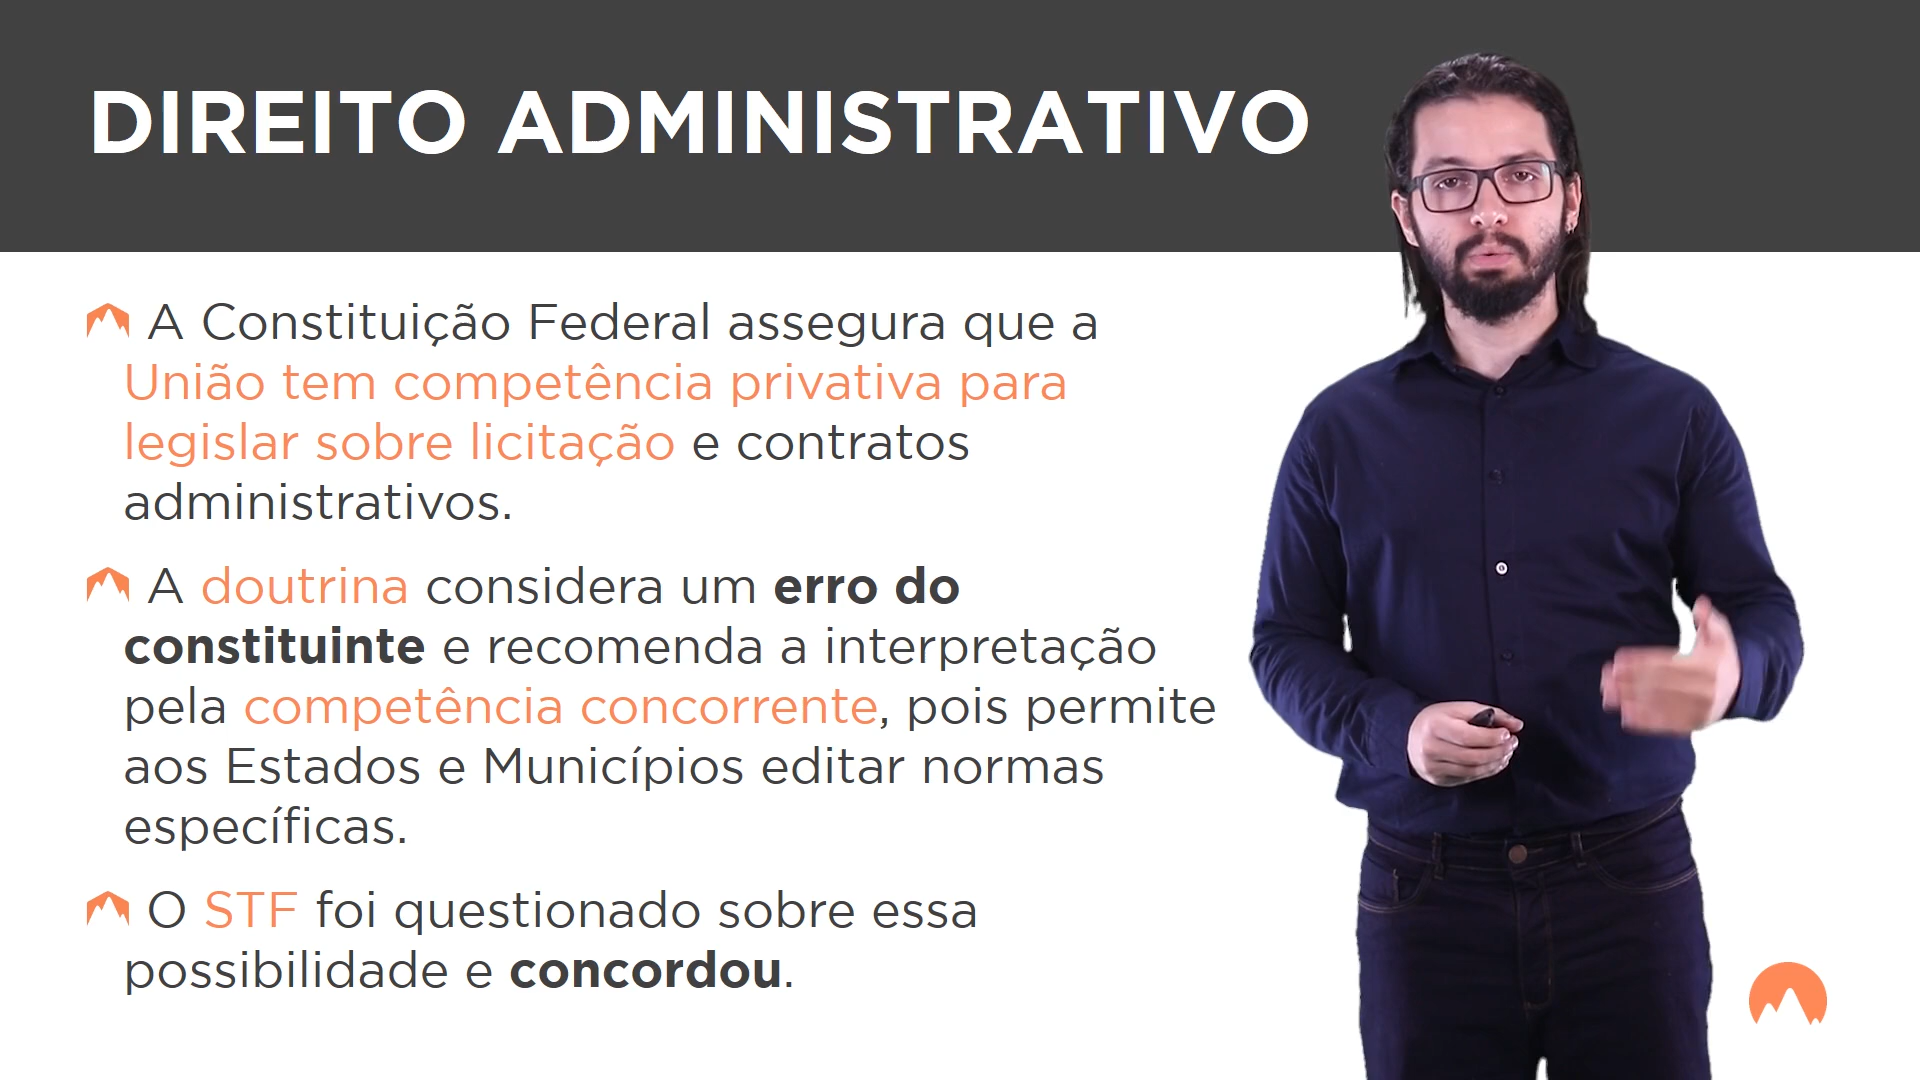 DIREITO ADMINISTRATIVO
A Constituição Federal assegura que a
União tem competência privativa para
legislar sobre licitação e contratos
administrativos.
A doutrina considera um erro do
constituinte e recomenda a interpretação
pela competência concorrente, pois permite
aos Estados e Municípios editar normas
específicas.
O STF foi questionado sobre essa
possibilidade e concordou.